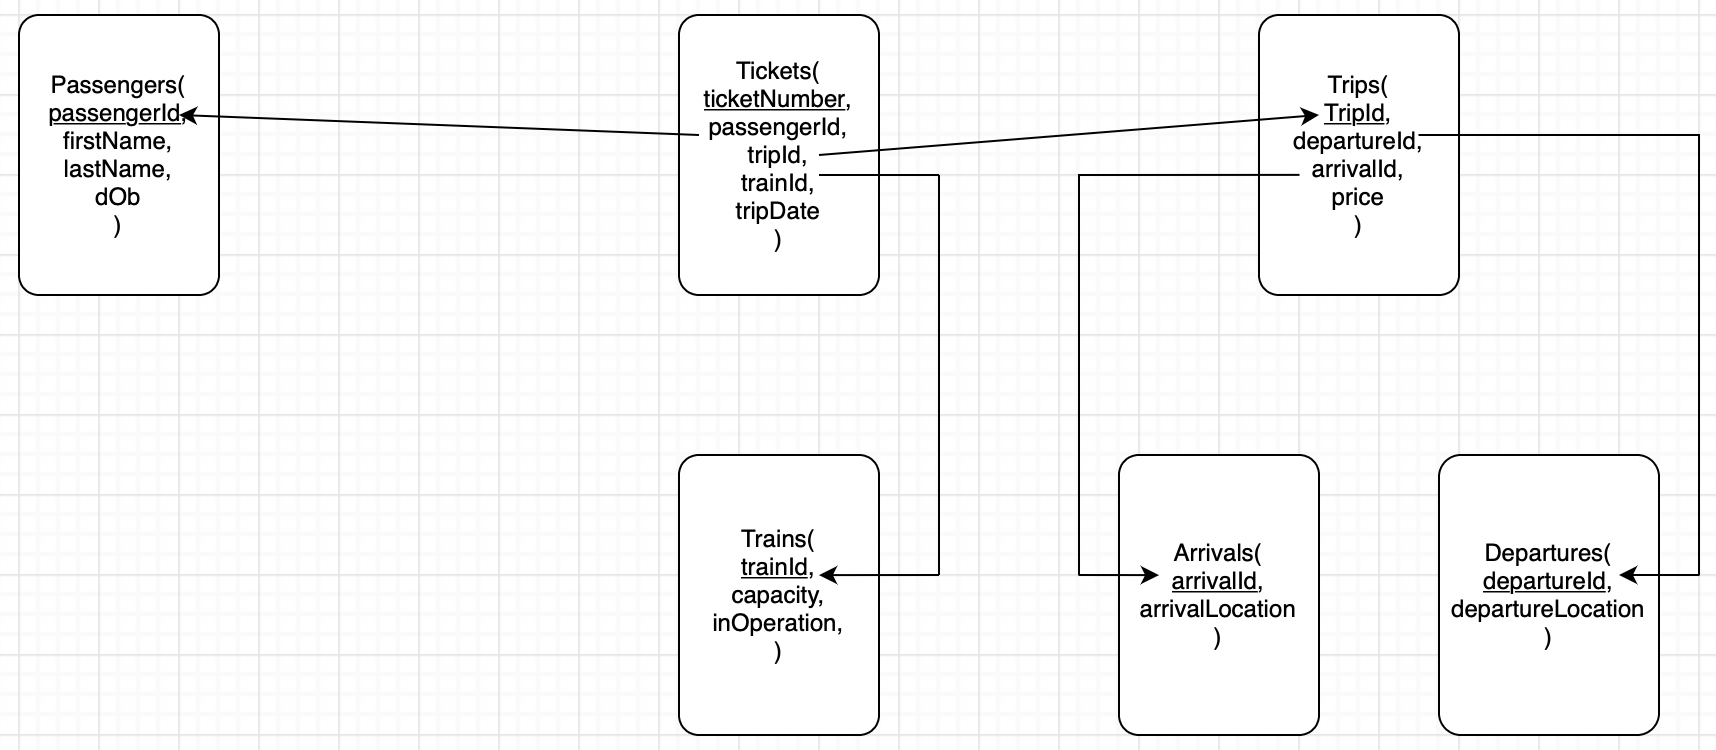 Passengers(
passengerId,
firstName,
lastName,
dOb
)
Tickets(
ticketNumber,
passengerId,
tripId,
trainId,
tripDate
)
Trips(
TripId,
departureId,
arrivalId,
price
)
Trains(
trainId,
capacity,
inOperation,
)
Arrivals(
arrivalId,
arrivalLocation
)
Departures(
departureId,
departureLocation
)